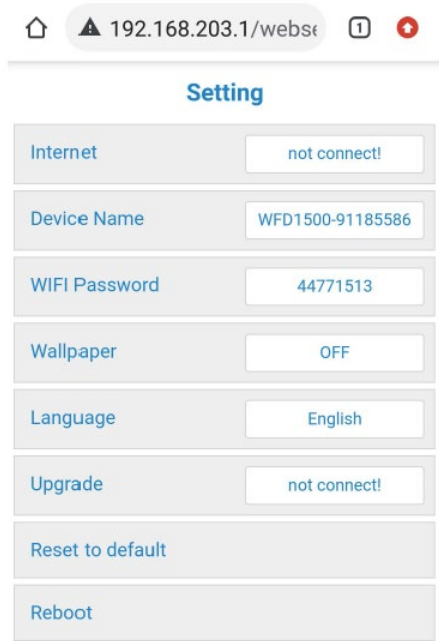 192.168.203.1/webse
1
Setting
Internet not connect!
Device Name WFD1500-91185586
WIFI Password 44771513
Wallpaper OFF
Language English
Upgrade not connect!
Reset to default
Reboot